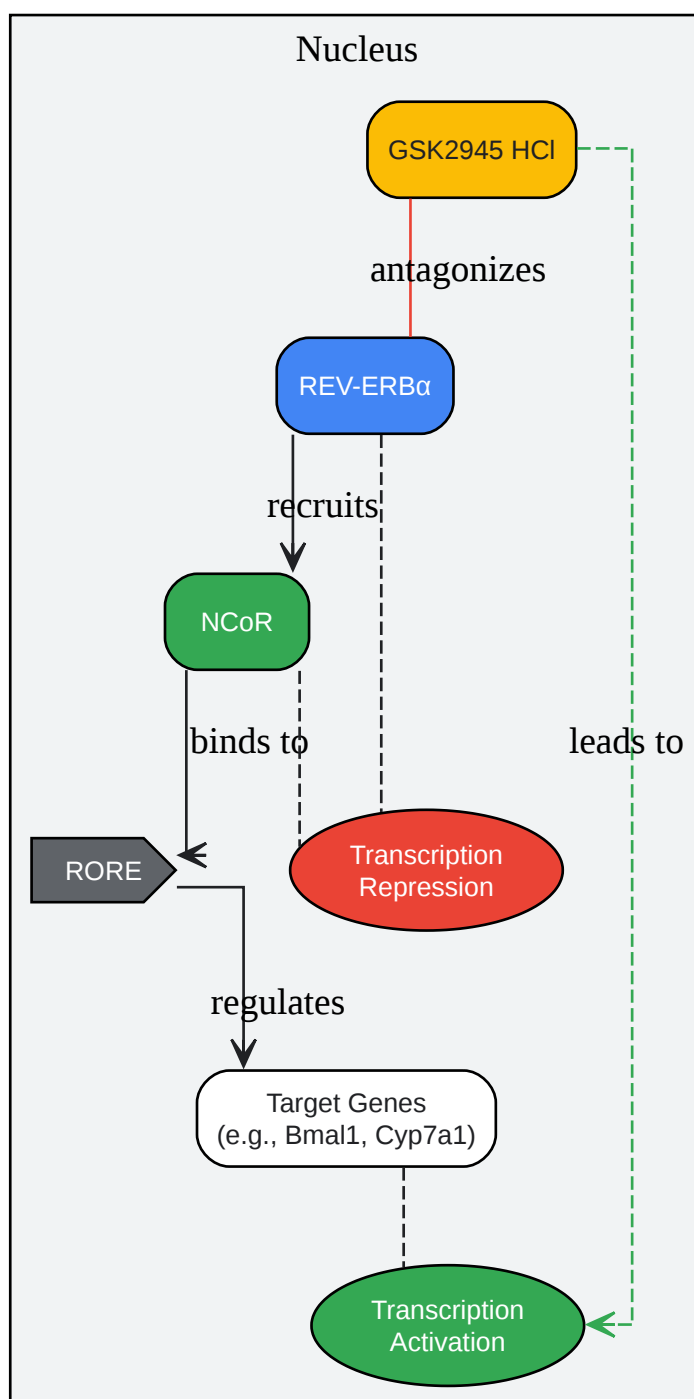 Nucleus
GSK2945 HCl
antagonizes
REV-ERBα
recruits
NCoR
binds to
leads to
RORE
Transcription
Repression
regulates
Target Genes
(e.g., Bmal1, Cyp7a1)
Transcription
Activation